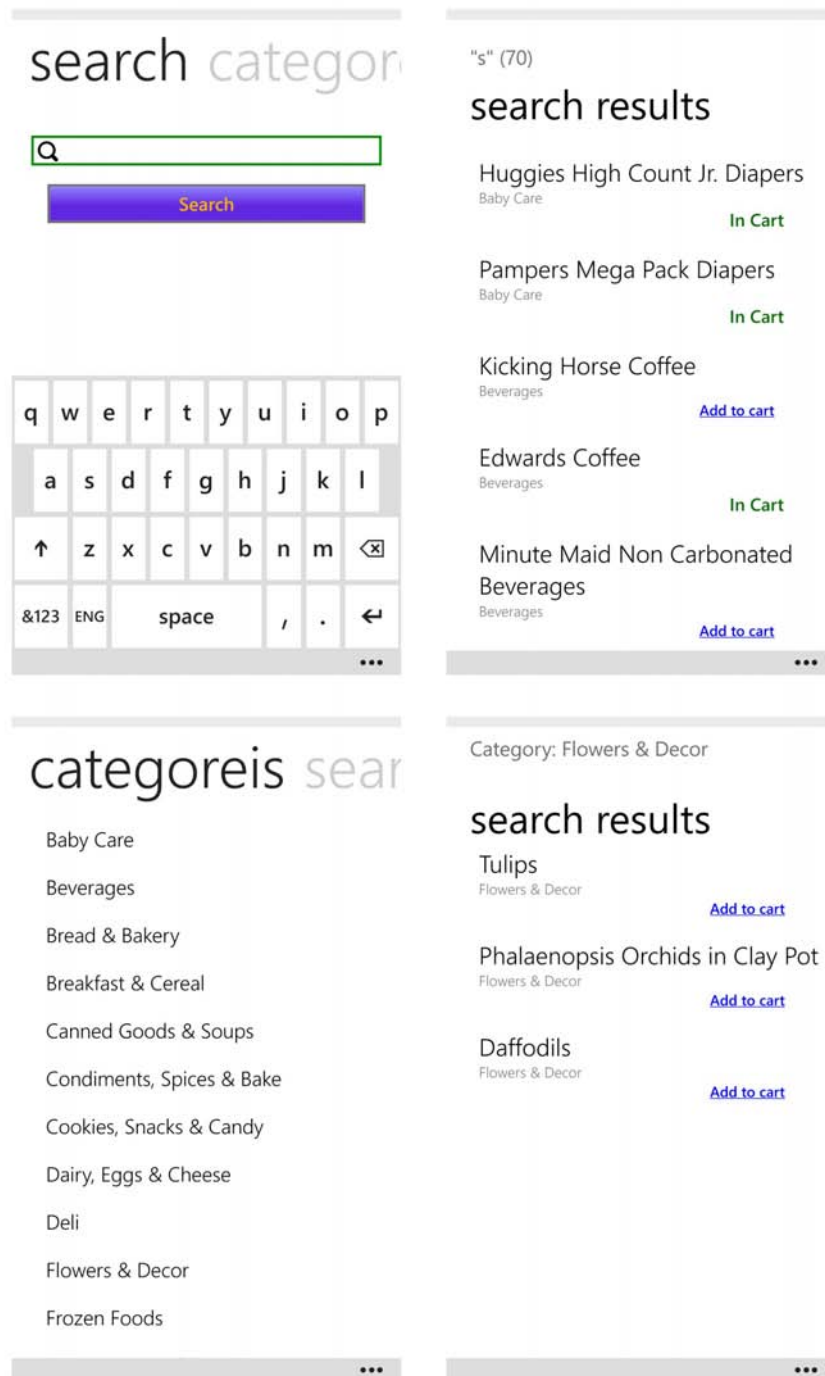 search categor
Search
q w e r t y u i o p
a s d f g h j k l
z x c v b n m
&123 ENG space , .
"s" (70)
search results
Huggies High Count Jr. Diapers
Baby Care
In Cart
Pampers Mega Pack Diapers
Baby Care
In Cart
Kicking Horse Coffee
Beverages
Add to cart
Edwards Coffee
Beverages
In Cart
Minute Maid Non Carbonated
Beverages
Beverages
Add to cart
categoreis sear
Baby Care
Beverages
Bread & Bakery
Breakfast & Cereal
Canned Goods & Soups
Condiments, Spices & Bake
Cookies, Snacks & Candy
Dairy, Eggs & Cheese
Deli
Flowers & Decor
Frozen Foods
Category: Flowers & Decor
search results
Tulips
Flowers & Decor
Add to cart
Phalaenopsis Orchids in Clay Pot
Flowers & Decor
Add to cart
Daffodils
Flowers & Decor
Add to cart